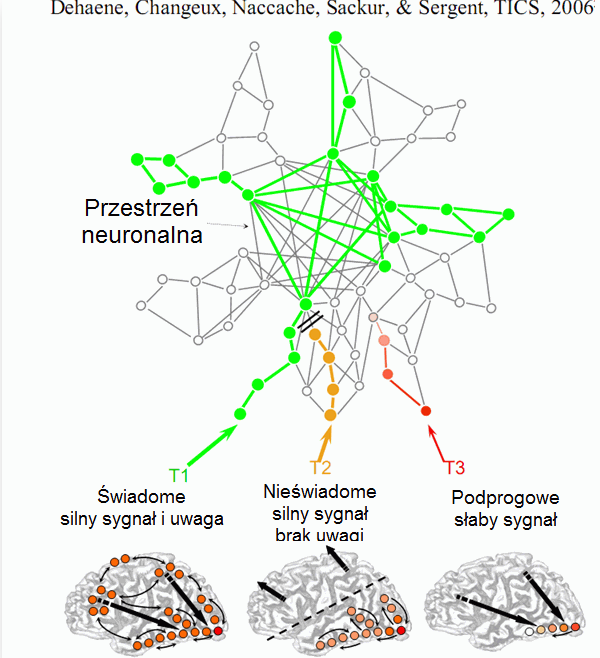 Dehaene, Changeux, Naccache, Sackur, & Sergent, TICS, 2006
Przestrzeń
neuronalna
T1
T2
T3
Świadome
silny sygnał i uwaga
Nieświadome
silny sygnał
brak uwagi
Podprogowe
słaby sygnał